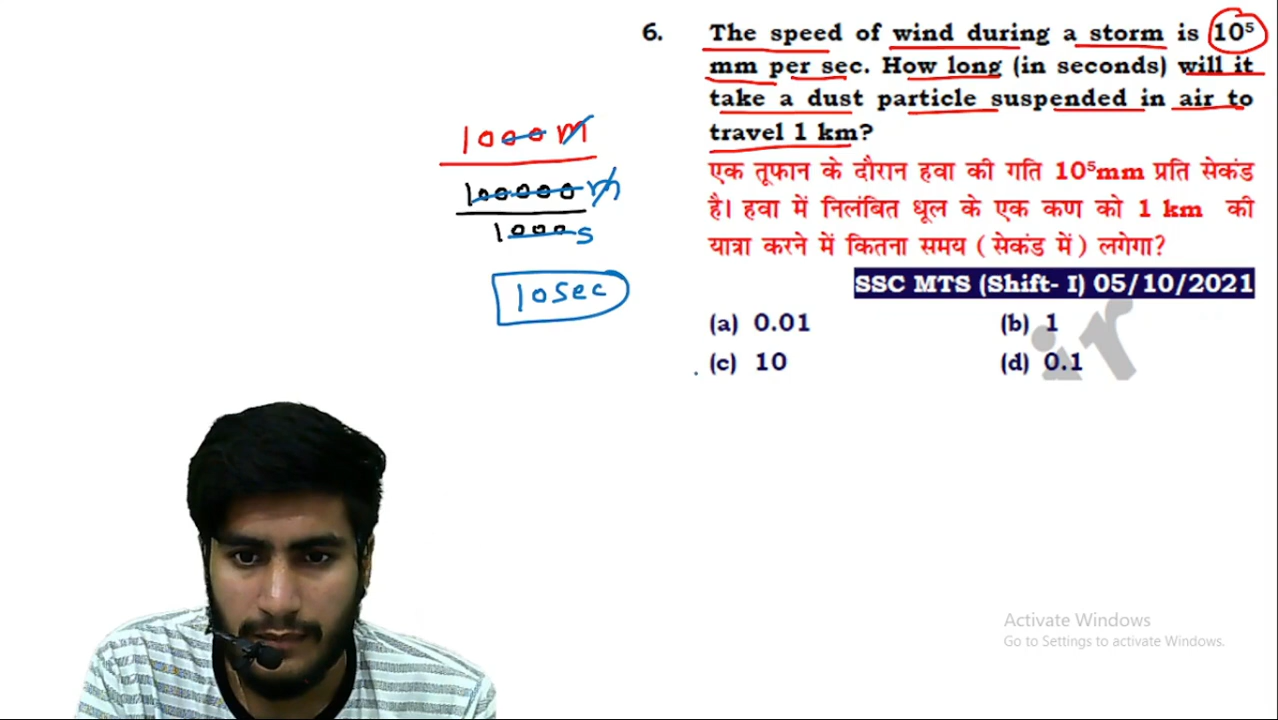 6. The speed of wind during a storm is 10⁵
mm per sec. How long (in seconds) will it
take a dust particle suspended in air to
travel 1 km?
एक तूफान के दौरान हवा की गति 10⁵mm प्रति सेकंड
है। हवा में निलंबित धूल के एक कण को 1 km की
यात्रा करने में कितना समय (सेकंड में) लगेगा?
SSC MTS (Shift- I) 05/10/2021
(a) 0.01 (b) 1
(c) 10 (d) 0.1
1000m
100000m
1000s
10sec
ir
Activate Windows
Go to Settings to activate Windows.